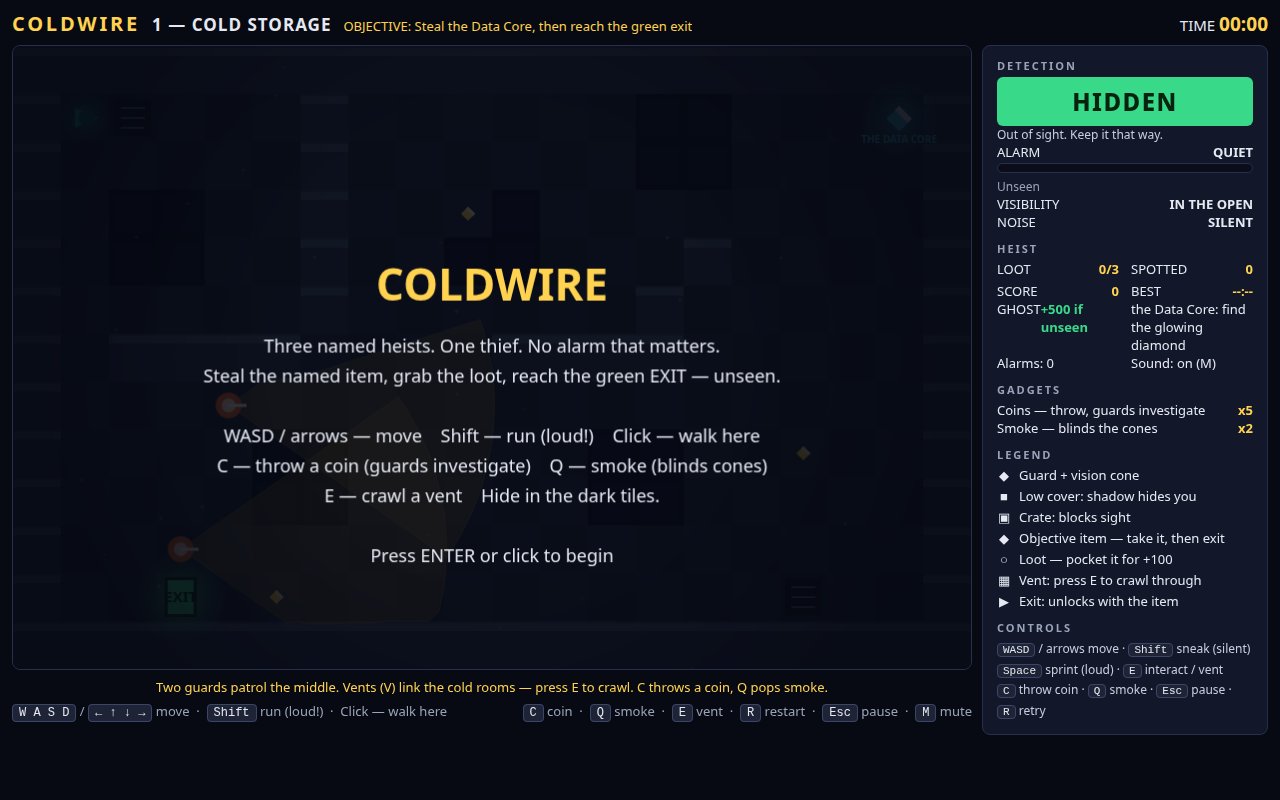 COLDWIRE 1 — COLD STORAGE OBJECTIVE: Steal the Data Core, then reach the green exit TIME 00:00
THE DATA CORE
COLDWIRE
Three named heists. One thief. No alarm that matters.
Steal the named item, grab the loot, reach the green EXIT — unseen.
WASD / arrows — move Shift — run (loud!) Click — walk here
C — throw a coin (guards investigate) Q — smoke (blinds cones)
E — crawl a vent Hide in the dark tiles.
Press ENTER or click to begin
EXIT
Two guards patrol the middle. Vents (V) link the cold rooms — press E to crawl. C throws a coin, Q pops smoke.
W A S D / ← ↑ ↓ → move · Shift run (loud!) · Click — walk here C coin · Q smoke · E vent · R restart · Esc pause · M mute
DETECTION
HIDDEN
Out of sight. Keep it that way.
ALARM QUIET
Unseen
VISIBILITY IN THE OPEN
NOISE SILENT
HEIST
LOOT 0/3 SPOTTED 0
SCORE 0 BEST --:--
GHOST +500 if unseen
the Data Core: find the glowing diamond
Alarms: 0 Sound: on (M)
GADGETS
Coins — throw, guards investigate x5
Smoke — blinds the cones x2
LEGEND
◆ Guard + vision cone
■ Low cover: shadow hides you
▣ Crate: blocks sight
◆ Objective item — take it, then exit
○ Loot — pocket it for +100
▦ Vent: press E to crawl through
▶ Exit: unlocks with the item
CONTROLS
WASD / arrows move · Shift sneak (silent)
Space sprint (loud) · E interact / vent
C throw coin · Q smoke · Esc pause ·
R retry